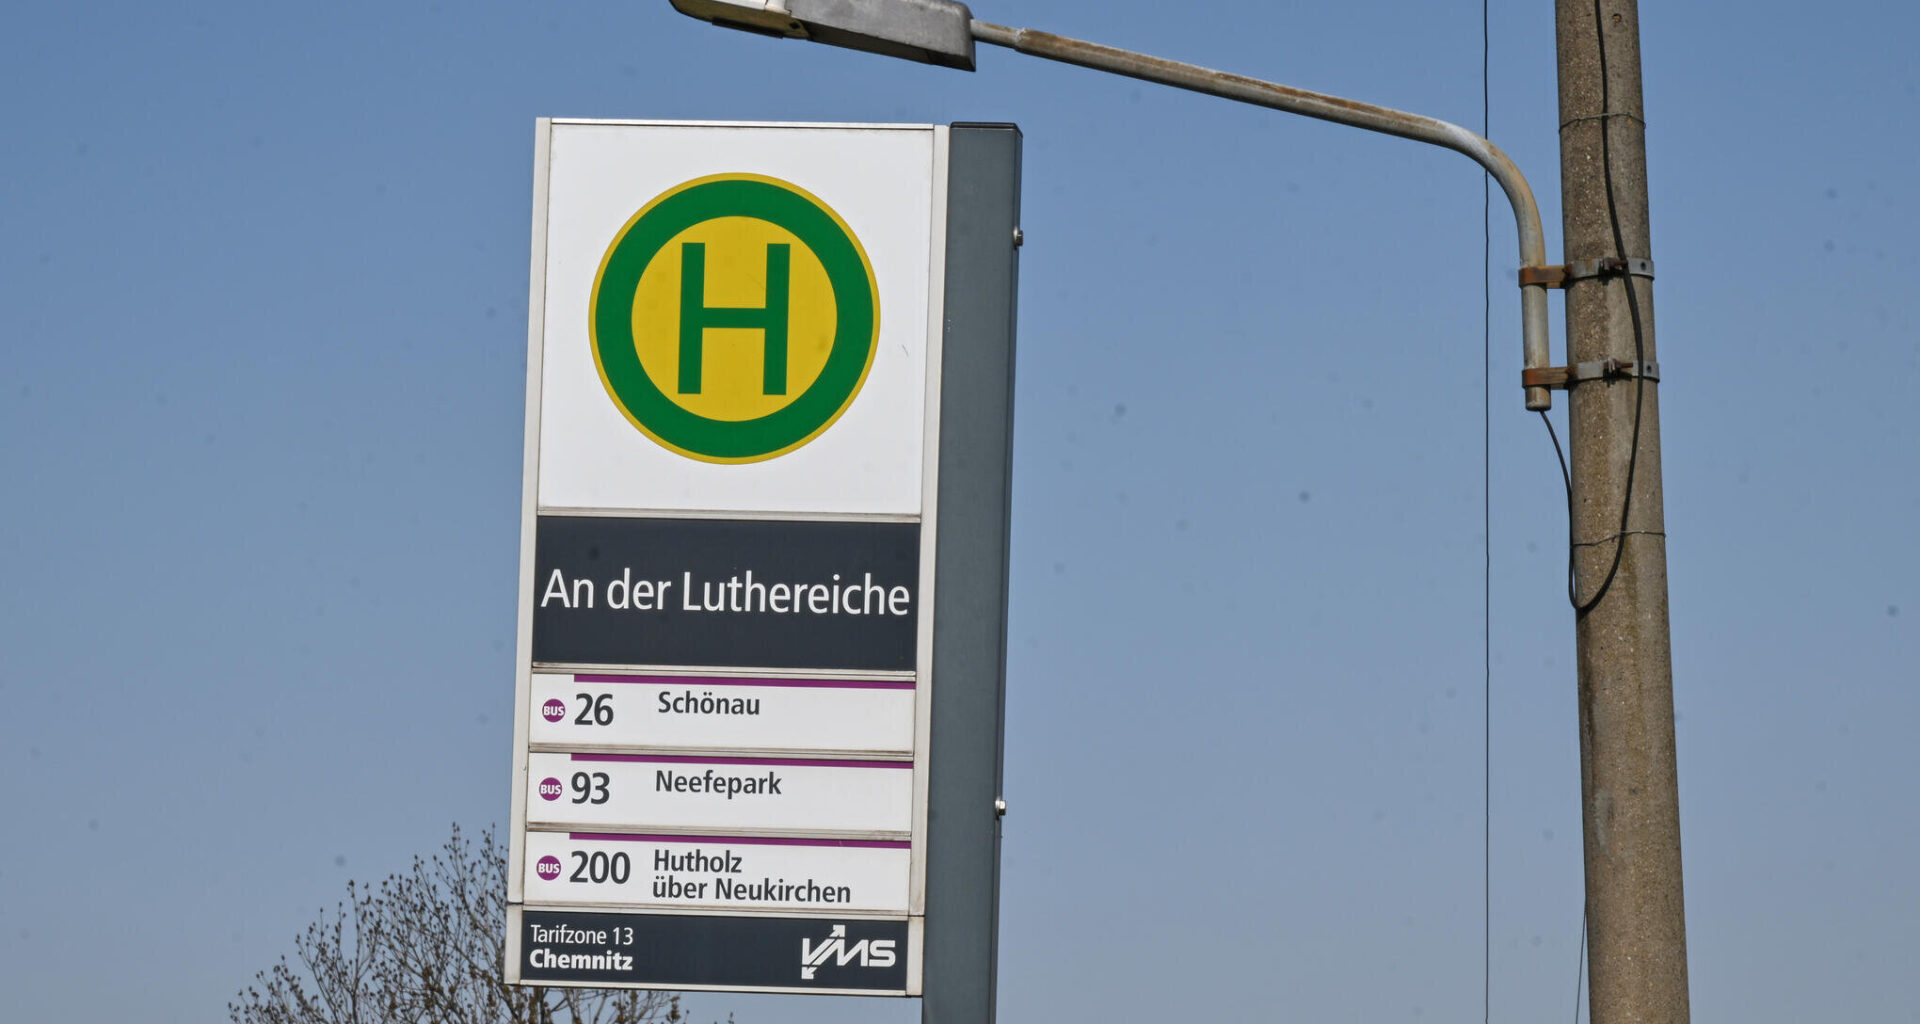 H
An der Luthereiche
BUS 26 Schönau
BUS 93 Neefepark
BUS 200 Hutholz
über Neukirchen
Tarifzone 13
Chemnitz
VMS